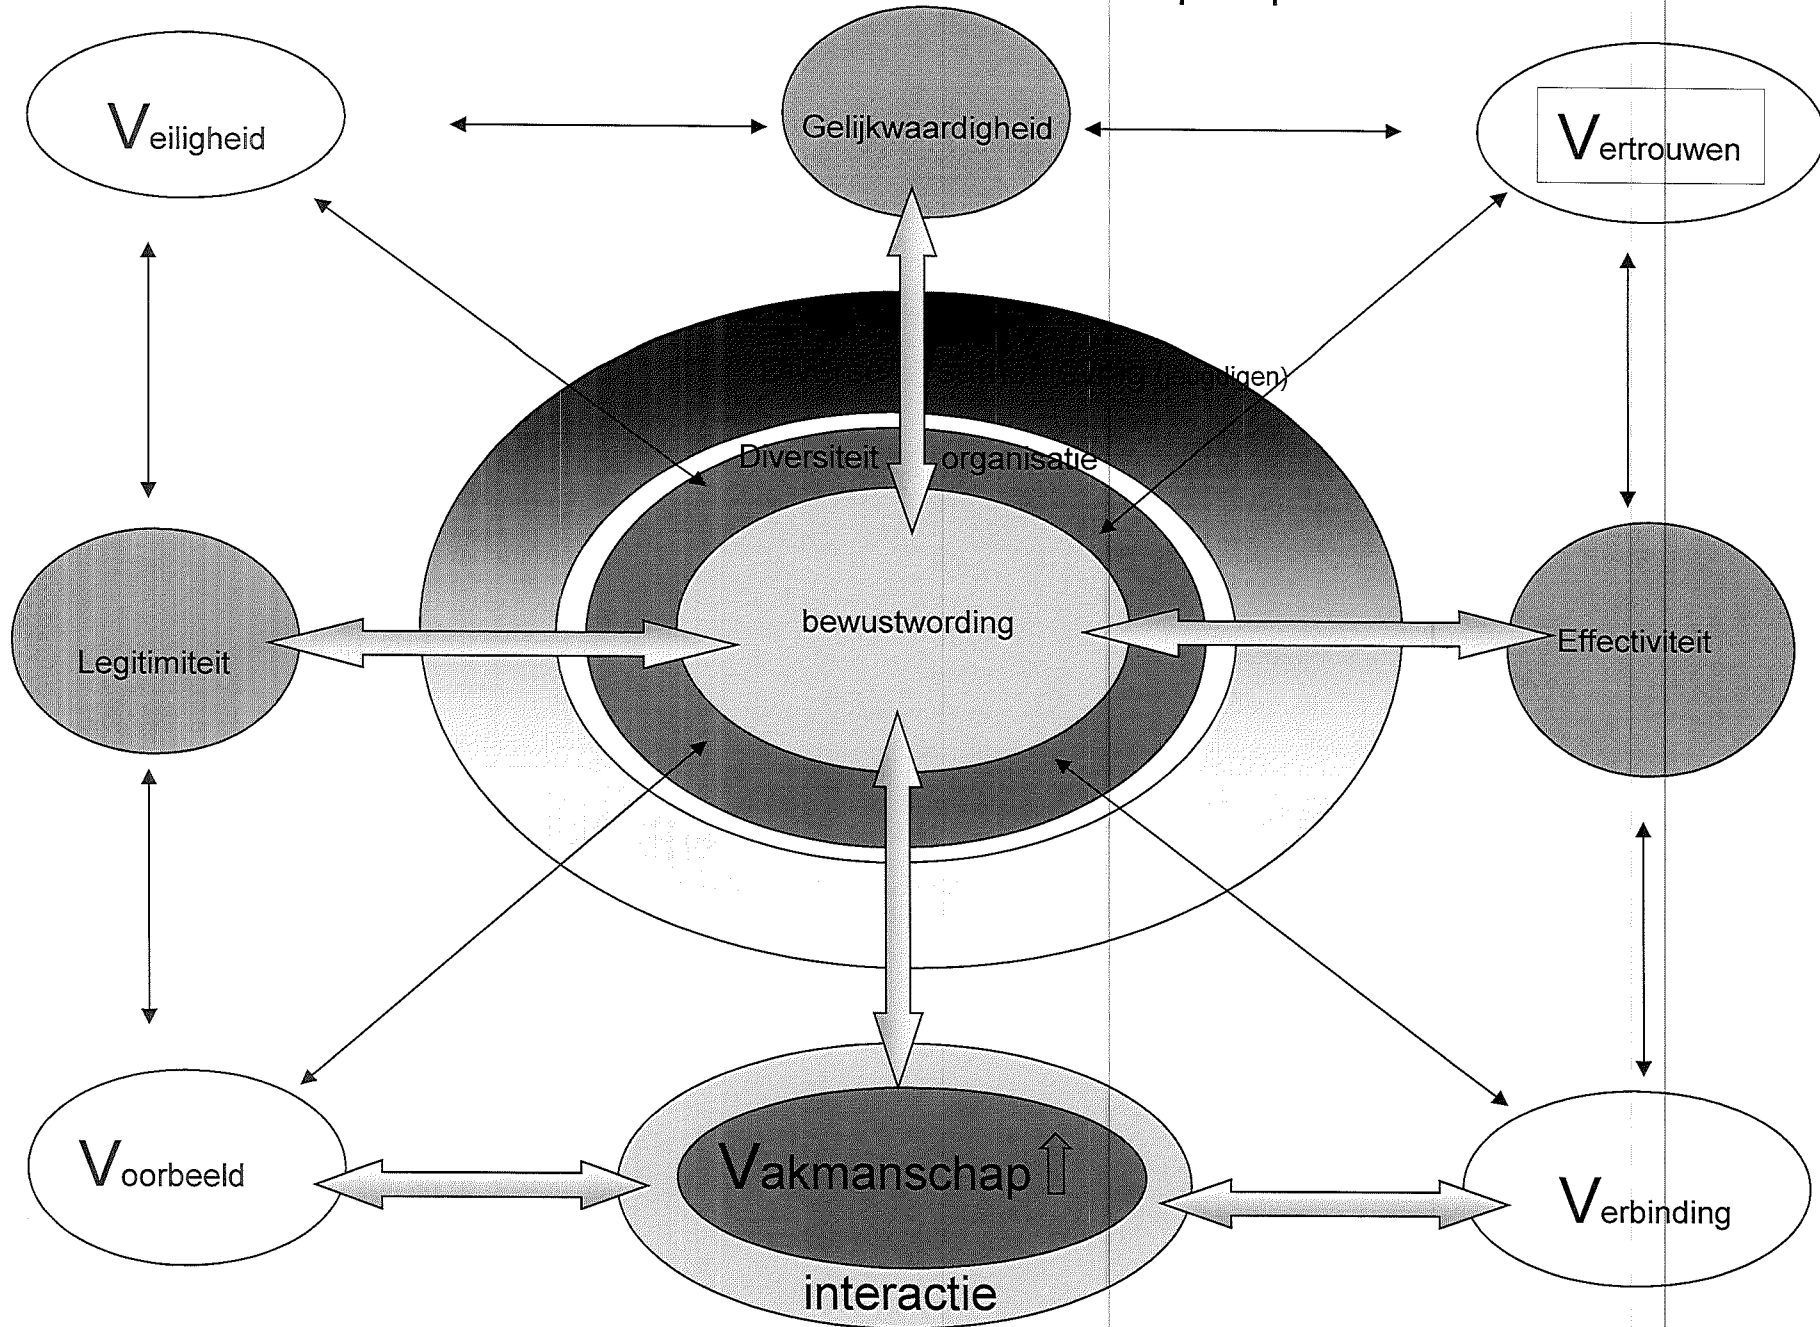 Gelijkwaardigheid
Veiligheid
Vertrouwen
Diversiteit organisatie
bewustwording
Legitimiteit
Effectiviteit
Voorbeeld
Vakmanschap ⇧
Verbinding
interactie